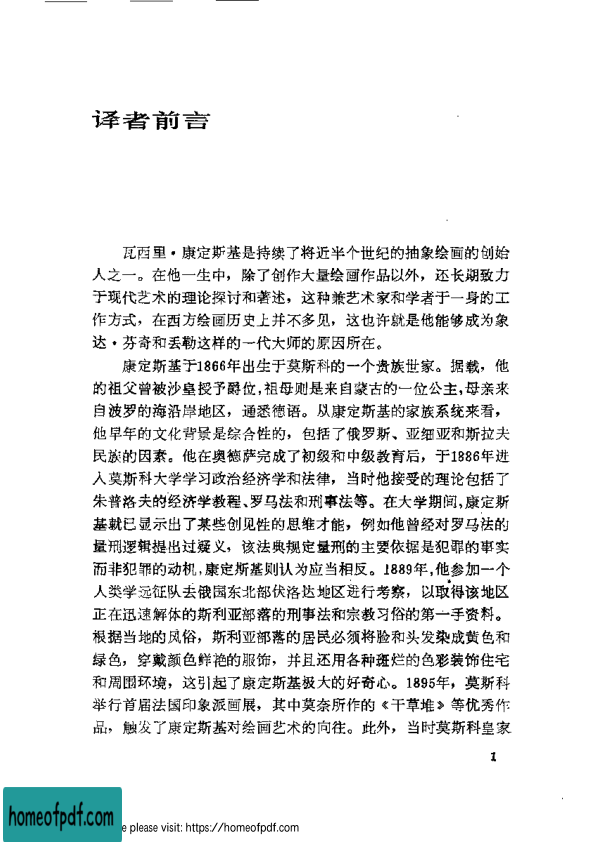 译者前言
瓦西里·康定斯基是持续了将近半个世纪的抽象绘画的创始
人之一。在他一生中，除了创作大量绘画作品以外，还长期致力
于现代艺术的理论探讨和著述，这种兼艺术家和学者于一身的工
作方式，在西方绘画历史上并不多见，这也许就是他能够成为象
达·芬奇和丢勒这样的一代大师的原因所在。
康定斯基于1866年出生于莫斯科的一个贵族世家。据载，他
的祖父曾被沙皇授予爵位，祖母则是来自蒙古的一位公主，母亲来
自波罗的海沿岸地区，通悉德语。从康定斯基的家族系统来看，
他早年的文化背景是综合性的，包括了俄罗斯、亚细亚和斯拉夫
民族的因素。他在奥德萨完成了初级和中级教育后，于1886年进
入莫斯科大学学习政治经济学和法律，当时他接受的理论包括了
朱普洛夫的经济学教程、罗马法和刑事法等。在大学期间，康定斯
基就已显示出了某些创见性的思维才能，例如他曾经对罗马法的
量刑逻辑提出过疑义，该法典规定量刑的主要依据是犯罪的事实
而非犯罪的动机，康定斯基则认为应当相反。1889年，他参加一个
人类学远征队去俄国东北部伏洛达地区进行考察，以取得该地区
正在迅速解体的斯利亚部落的刑事法和宗教习俗的第一手资料。
根据当地的风俗，斯利亚部落的居民必须将脸和头发染成黄色和
绿色，穿戴颜色鲜艳的服饰，并且还用各种斑烂的色彩装饰住宅
和周围环境，这引起了康定斯基极大的好奇心。1895年，莫斯科
举行首届法国印象派画展，其中莫奈所作的《干草堆》等优秀作
品，触发了康定斯基对绘画艺术的向往。此外，当时莫斯科皇家
1
homeofpdf.com
e please visit: https://homeofpdf.com